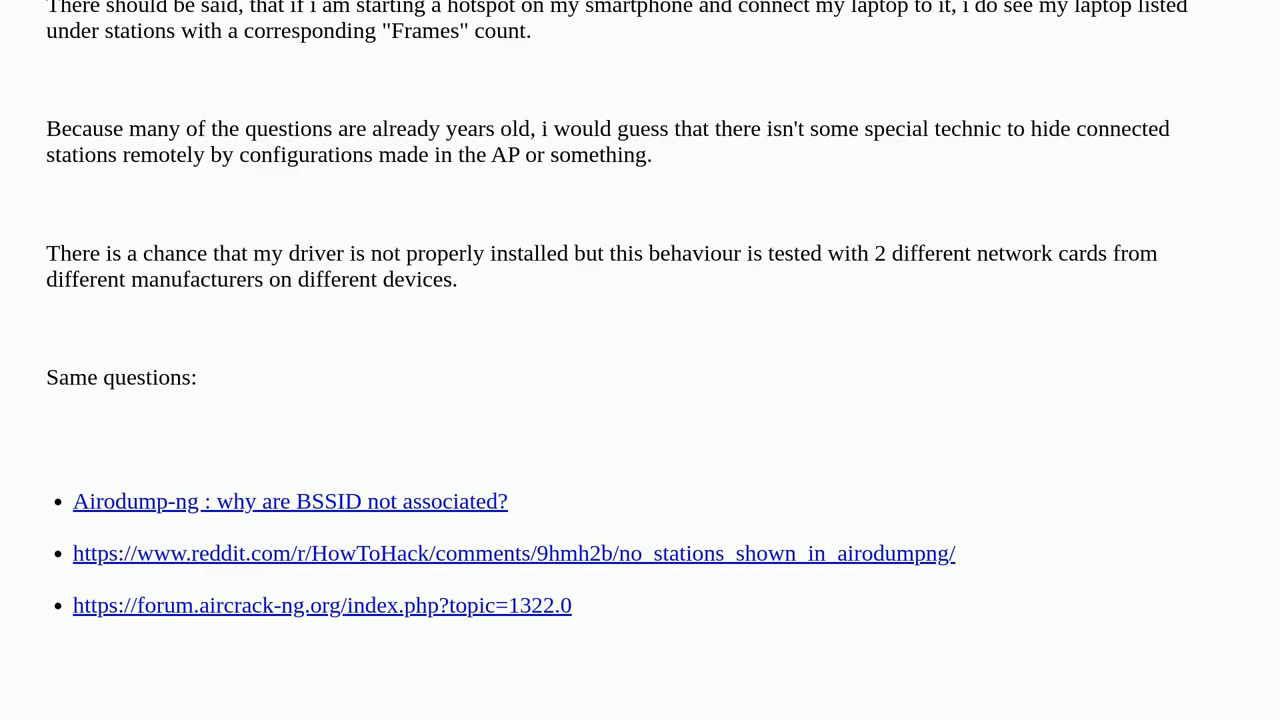 There should be said, that if i am starting a hotspot on my smartphone and connect my laptop to it, i do see my laptop listed
under stations with a corresponding "Frames" count.
Because many of the questions are already years old, i would guess that there isn't some special technic to hide connected
stations remotely by configurations made in the AP or something.
There is a chance that my driver is not properly installed but this behaviour is tested with 2 different network cards from
different manufacturers on different devices.
Same questions:
• Airodump-ng : why are BSSID not associated?
• https://www.reddit.com/r/HowToHack/comments/9hmh2b/no_stations_shown_in_airodumpng/
• https://forum.aircrack-ng.org/index.php?topic=1322.0